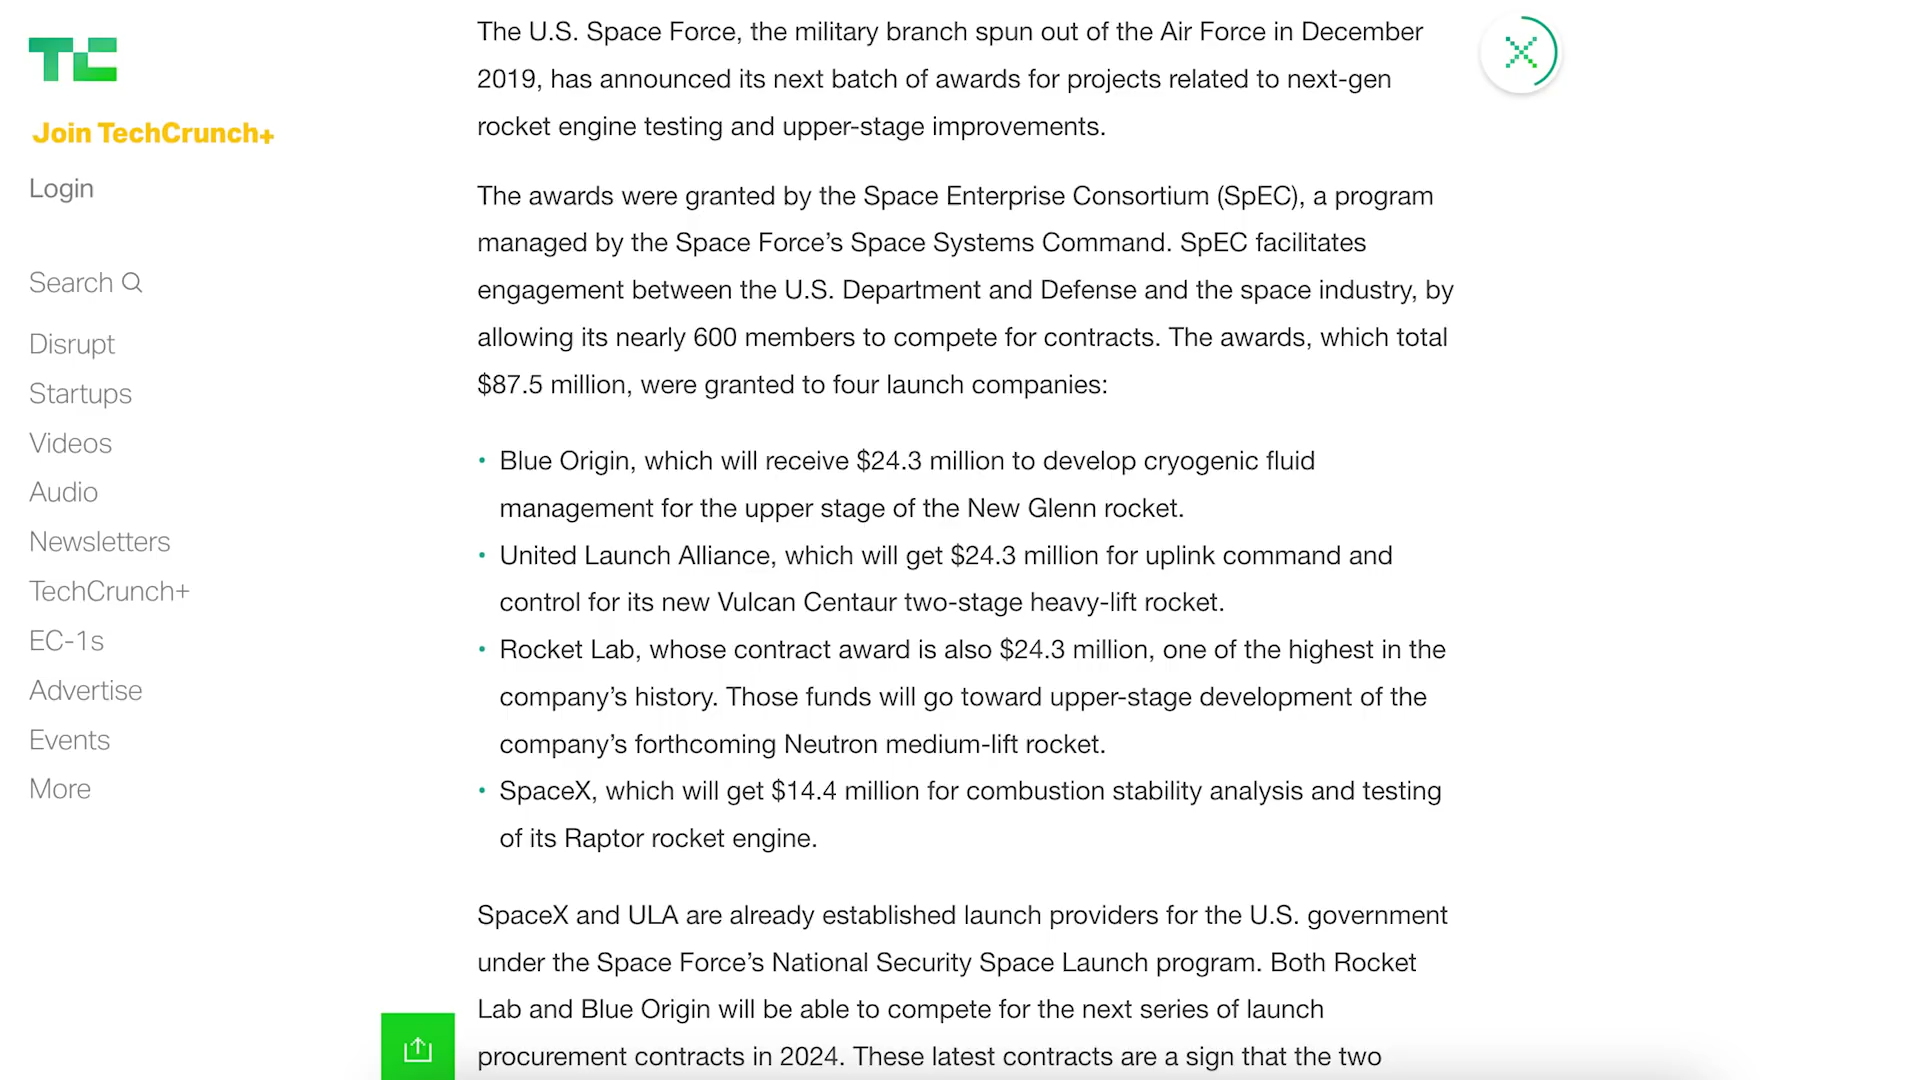 TC
Join TechCrunch+
Login
Search
Disrupt
Startups
Videos
Audio
Newsletters
TechCrunch+
EC-1s
Advertise
Events
More
The U.S. Space Force, the military branch spun out of the Air Force in December
2019, has announced its next batch of awards for projects related to next-gen
rocket engine testing and upper-stage improvements.
The awards were granted by the Space Enterprise Consortium (SpEC), a program
managed by the Space Force’s Space Systems Command. SpEC facilitates
engagement between the U.S. Department and Defense and the space industry, by
allowing its nearly 600 members to compete for contracts. The awards, which total
$87.5 million, were granted to four launch companies:
• Blue Origin, which will receive $24.3 million to develop cryogenic fluid
management for the upper stage of the New Glenn rocket.
• United Launch Alliance, which will get $24.3 million for uplink command and
control for its new Vulcan Centaur two-stage heavy-lift rocket.
• Rocket Lab, whose contract award is also $24.3 million, one of the highest in the
company’s history. Those funds will go toward upper-stage development of the
company’s forthcoming Neutron medium-lift rocket.
• SpaceX, which will get $14.4 million for combustion stability analysis and testing
of its Raptor rocket engine.
SpaceX and ULA are already established launch providers for the U.S. government
under the Space Force’s National Security Space Launch program. Both Rocket
Lab and Blue Origin will be able to compete for the next series of launch
procurement contracts in 2024. These latest contracts are a sign that the two